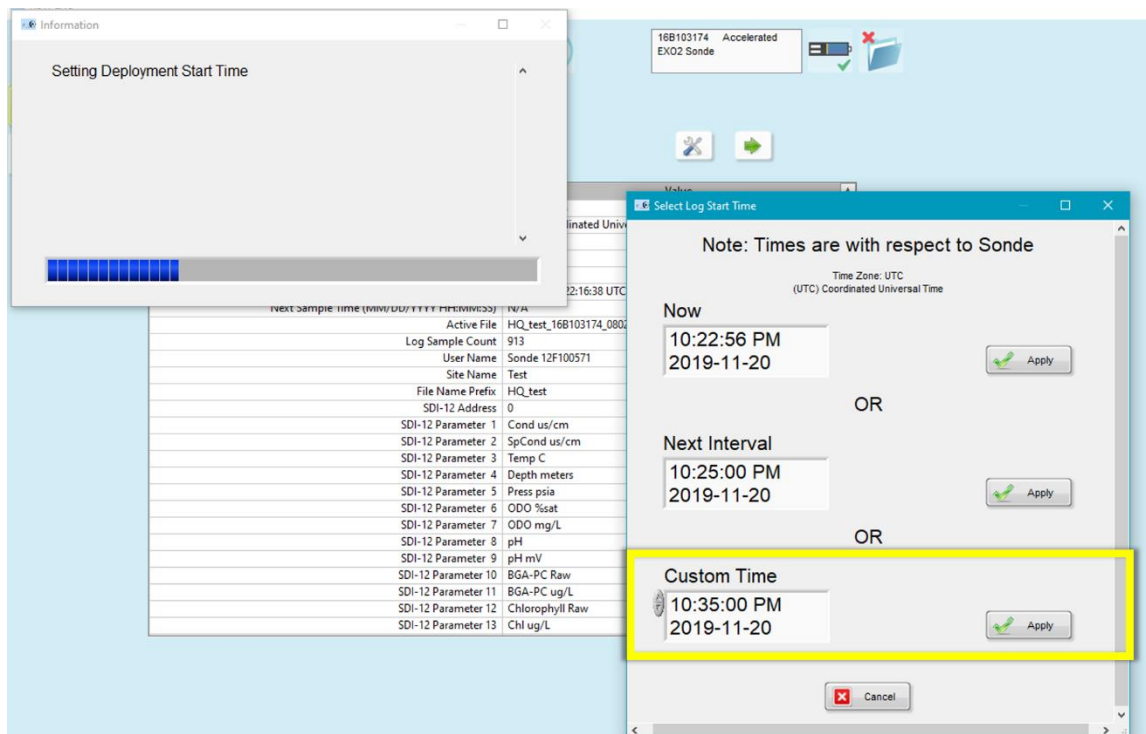 Information
Setting Deployment Start Time
16B103174 Accelerated
EXO2 Sonde
Value
22:16:38 UTC
Next Sample Time (MM/DD/YYYY HH:MM:SS) N/A
Active File HQ_test_16B103174_0802
Log Sample Count 913
User Name Sonde 12F100571
Site Name Test
File Name Prefix HQ_test
SDI-12 Address 0
SDI-12 Parameter 1 Cond us/cm
SDI-12 Parameter 2 SpCond us/cm
SDI-12 Parameter 3 Temp C
SDI-12 Parameter 4 Depth meters
SDI-12 Parameter 5 Press psia
SDI-12 Parameter 6 ODO %sat
SDI-12 Parameter 7 ODO mg/L
SDI-12 Parameter 8 pH
SDI-12 Parameter 9 pH mV
SDI-12 Parameter 10 BGA-PC Raw
SDI-12 Parameter 11 BGA-PC ug/L
SDI-12 Parameter 12 Chlorophyll Raw
SDI-12 Parameter 13 Chl ug/L
Select Log Start Time
Note: Times are with respect to Sonde
Time Zone: UTC
(UTC) Coordinated Universal Time
Now
10:22:56 PM
2019-11-20
Apply
OR
Next Interval
10:25:00 PM
2019-11-20
Apply
OR
Custom Time
10:35:00 PM
2019-11-20
Apply
Cancel